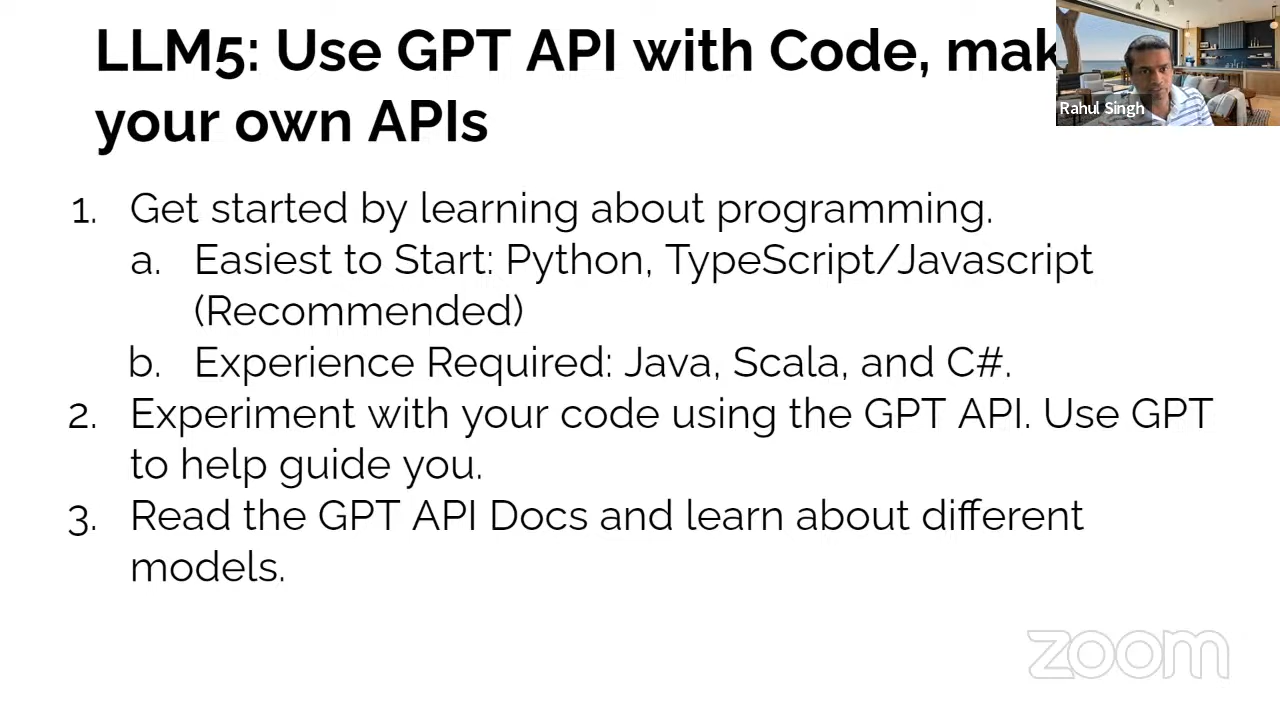 LLM5: Use GPT API with Code, mak
your own APIs
Rahul Singh
1. Get started by learning about programming.
a. Easiest to Start: Python, TypeScript/Javascript
(Recommended)
b. Experience Required: Java, Scala, and C#.
2. Experiment with your code using the GPT API. Use GPT
to help guide you.
3. Read the GPT API Docs and learn about different
models.
zoom